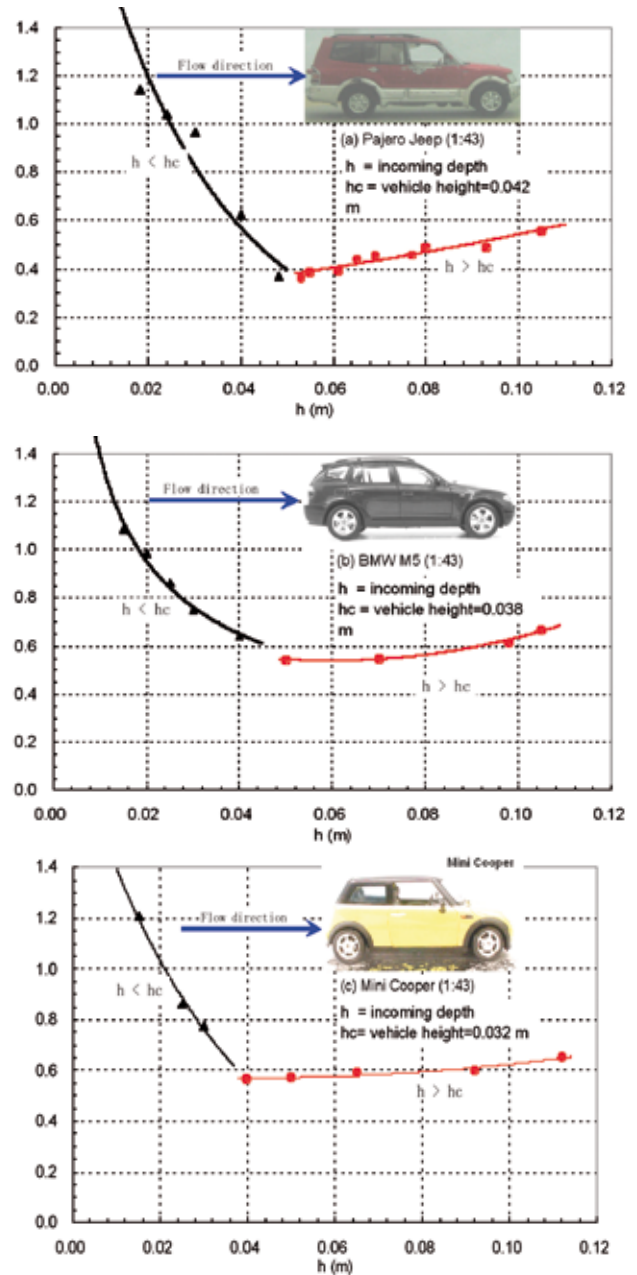 1.4
1.2
1.0
0.8
0.6
0.4
0.2
0.0
Flow direction
(a) Pajero Jeep (1:43)
h < hc
h = incoming depth
hc = vehicle height=0.042
m
h > hc
0.00 0.02 0.04 0.06 0.08 0.10 0.12
h (m)
1.4
1.2
1.0
0.8
0.6
0.4
0.2
0.0
Flow direction
(b) BMW M5 (1:43)
h < hc
h = incoming depth
hc = vehicle height=0.038
m
h > hc
0.00 0.02 0.04 0.06 0.08 0.10 0.12
h (m)
1.4
1.2
1.0
0.8
0.6
0.4
0.2
0.0
Mini Cooper
Flow direction
(c) Mini Cooper (1:43)
h < hc
h = incoming depth
hc= vehicle height=0.032 m
h > hc
0.00 0.02 0.04 0.06 0.08 0.10 0.12
h (m)